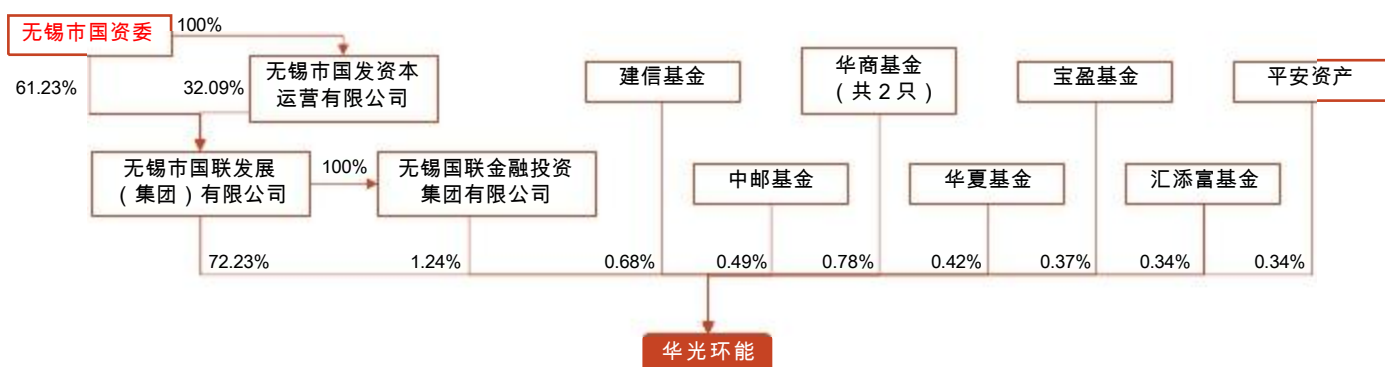 无锡市国资委
100%
61.23%
32.09%
无锡市国发资本
运营有限公司
建信基金
华商基金
（共 2 只）
宝盈基金
平安资产
无锡市国联发展
（集团）有限公司
100%
无锡国联金融投资
集团有限公司
中邮基金
华夏基金
汇添富基金
72.23%
1.24%
0.68%
0.49%
0.78%
0.42%
0.37%
0.34%
0.34%
华光环能